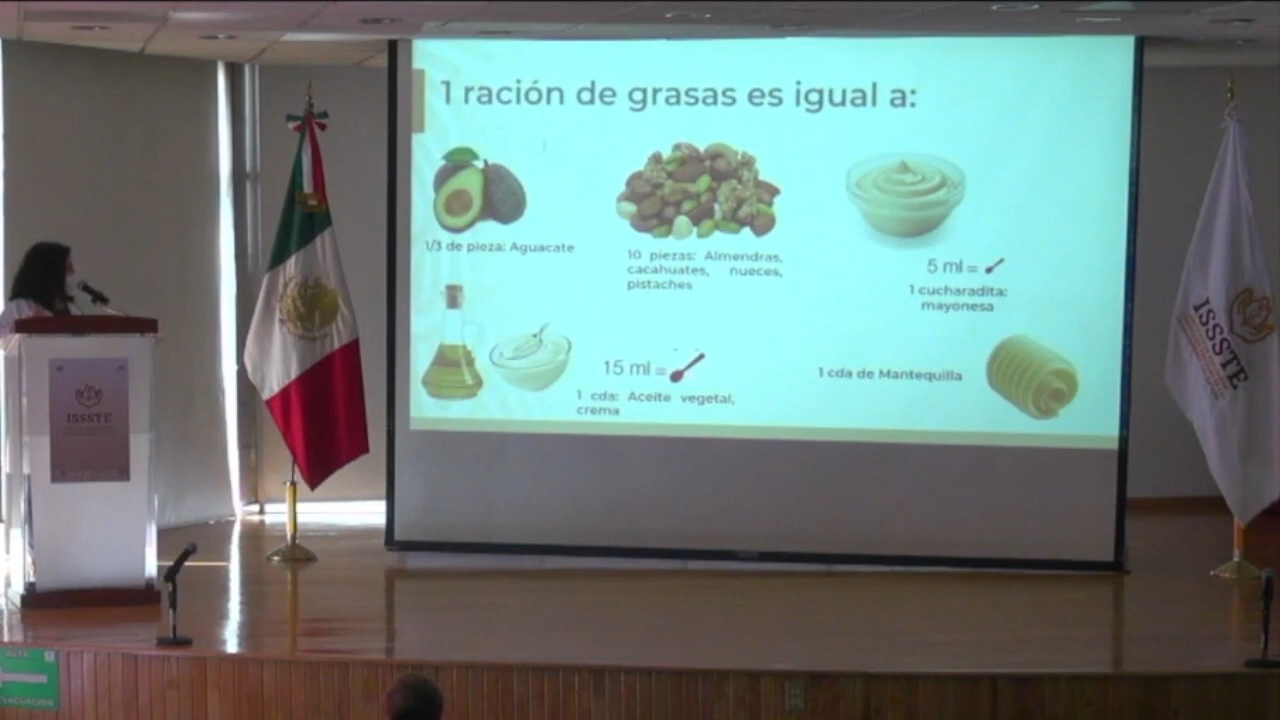 1 ración de grasas es igual a:
1/3 de pieza: Aguacate
10 piezas: Almendras,
cacahuates, nueces,
pistaches
5 ml =
1 cucharadita:
mayonesa
15 ml =
1 cda: Aceite vegetal,
crema
1 cda de Mantequilla
ISSSTE
ISSSTE